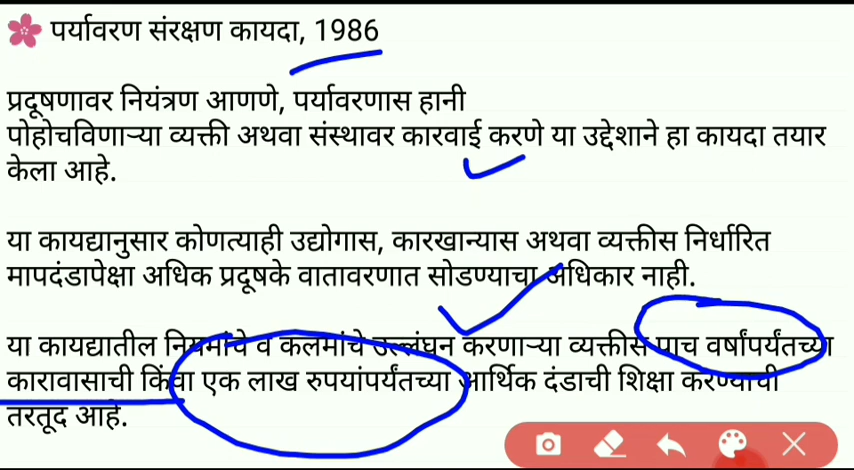 पर्यावरण संरक्षण कायदा, 1986
प्रदूषणावर नियंत्रण आणणे, पर्यावरणास हानी
पोहोचविणाऱ्या व्यक्ती अथवा संस्थावर कारवाई करणे या उद्देशाने हा कायदा तयार
केला आहे.
या कायद्यानुसार कोणत्याही उद्योगास, कारखान्यास अथवा व्यक्तीस निर्धारित
मापदंडापेक्षा अधिक प्रदूषके वातावरणात सोडण्याचा अधिकार नाही.
या कायद्यातील नियमांचे व कलमांचे उल्लंघन करणाऱ्या व्यक्तीस पाच वर्षांपर्यंतच्या
कारावासाची किंवा एक लाख रुपयांपर्यंतच्या आर्थिक दंडाची शिक्षा करण्याची
तरतूद आहे.